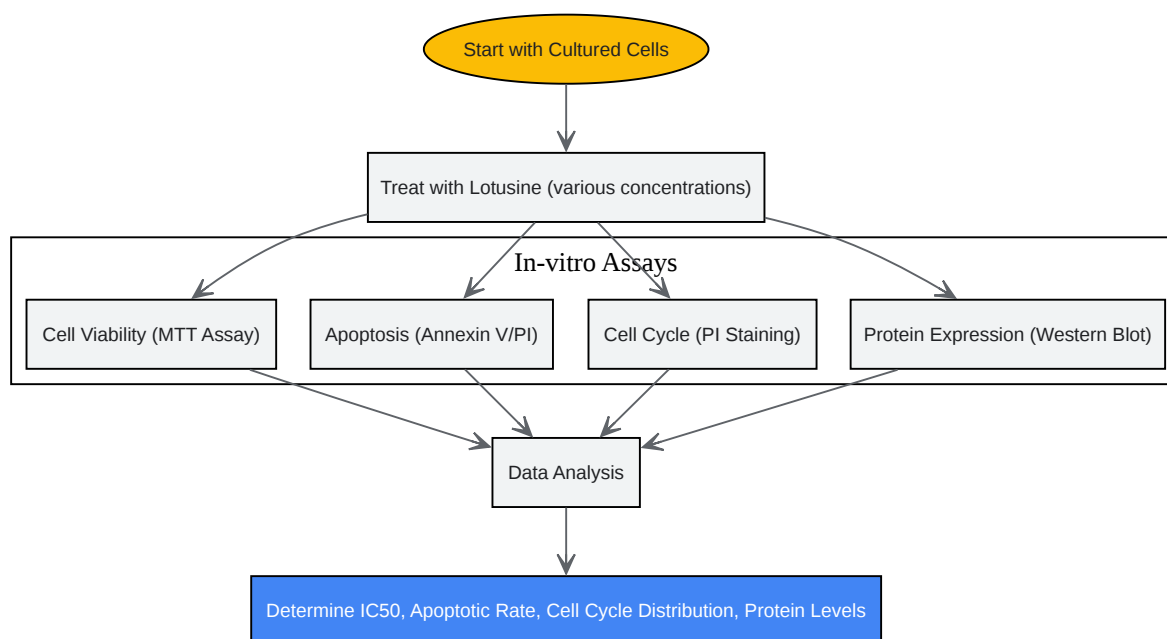 Start with Cultured Cells
Treat with Lotusine (various concentrations)
In-vitro Assays
Cell Viability (MTT Assay)
Apoptosis (Annexin V/PI)
Cell Cycle (PI Staining)
Protein Expression (Western Blot)
Data Analysis
Determine IC50, Apoptotic Rate, Cell Cycle Distribution, Protein Levels